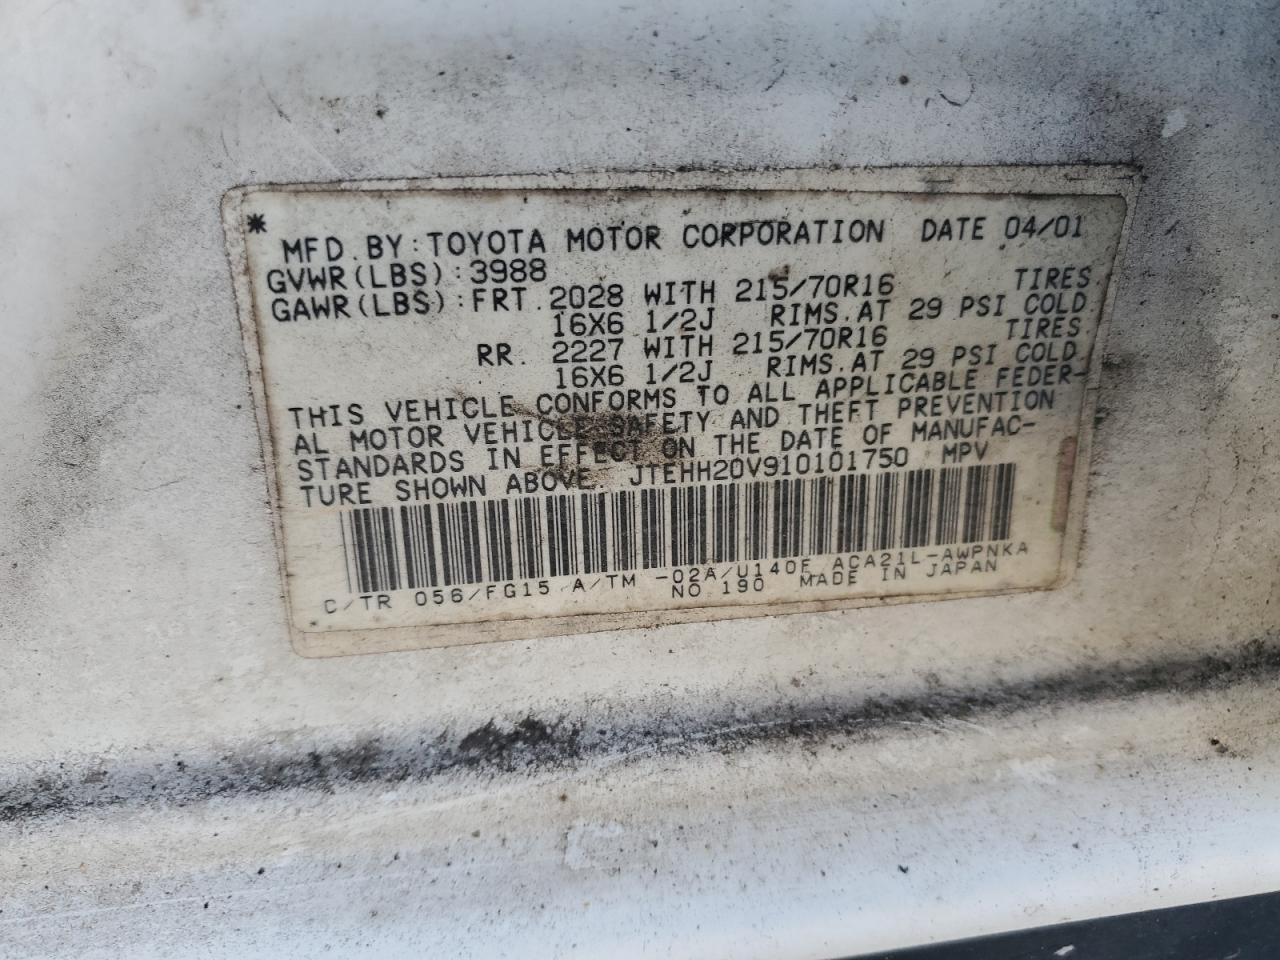 * MFD. BY: TOYOTA MOTOR CORPORATION DATE 04/01
GVWR(LBS): 3988
GAWR(LBS): FRT. 2028 WITH 215/70R16 TIRES.
16X6 1/2J RIMS. AT 29 PSI COLD
RR. 2227 WITH 215/70R16 TIRES.
16X6 1/2J RIMS. AT 29 PSI COLD
THIS VEHICLE CONFORMS TO ALL APPLICABLE FEDER-
AL MOTOR VEHICLE SAFETY AND THEFT PREVENTION
STANDARDS IN EFFECT ON THE DATE OF MANUFAC-
TURE SHOWN ABOVE. JTEHH20V910101750 MPV
C/TR 056/FG15 A/TM -02A/U140F ACA21L-AWPNKA
NO 190 MADE IN JAPAN